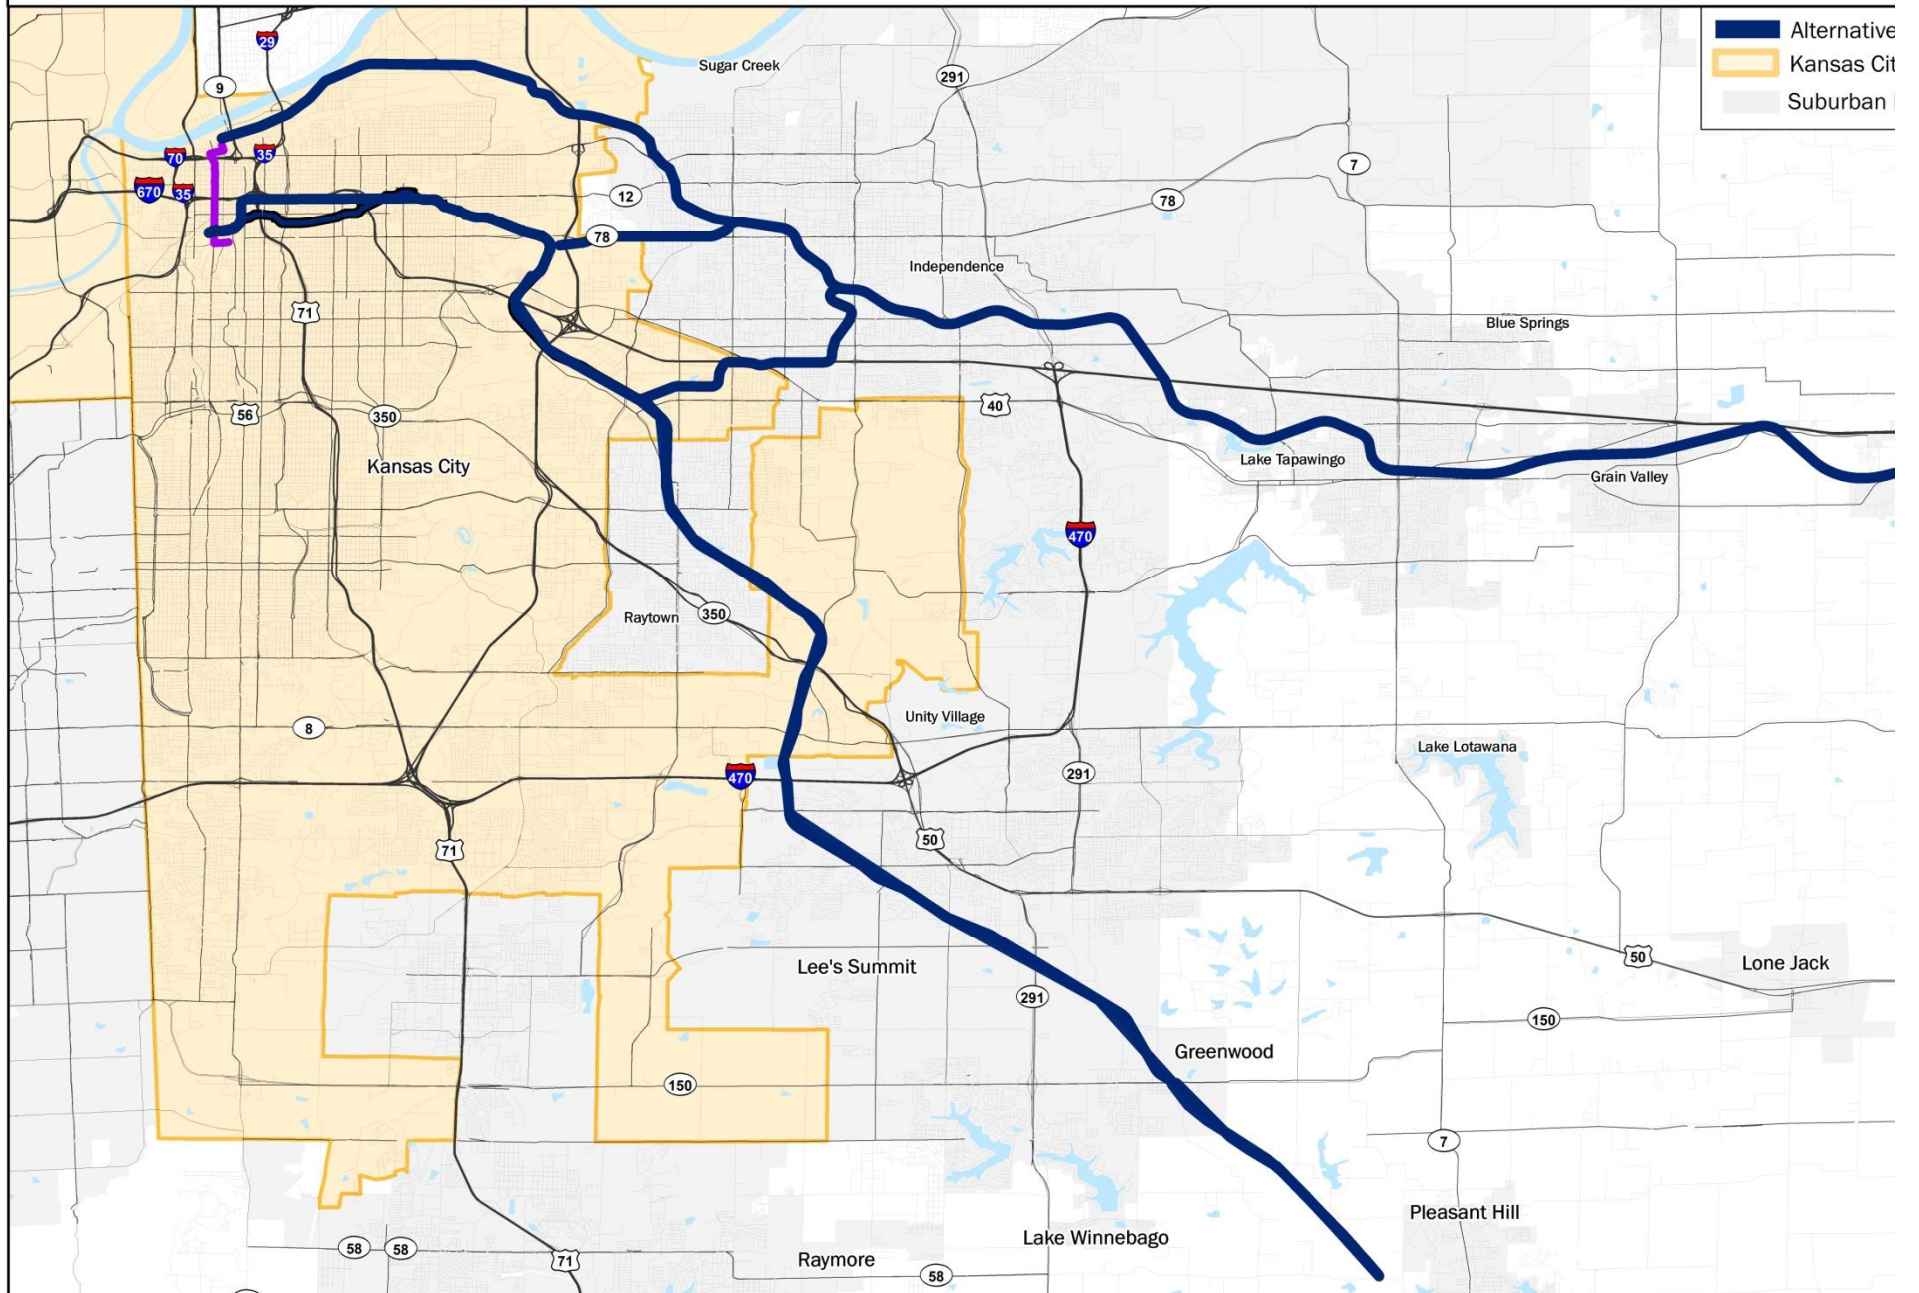 Alternative
Kansas Cit
Suburban
29
Sugar Creek
291
9
70
35
7
670
35
12
78
78
Independence
71
Blue Springs
56
350
40
Kansas City
Lake Tapawingo
Grain Valley
470
350
Raytown
Unity Village
8
Lake Lotawana
470
291
71
50
50
Lone Jack
Lee's Summit
291
150
Greenwood
150
7
Pleasant Hill
Lake Winnebago
58
58
71
Raymore
58